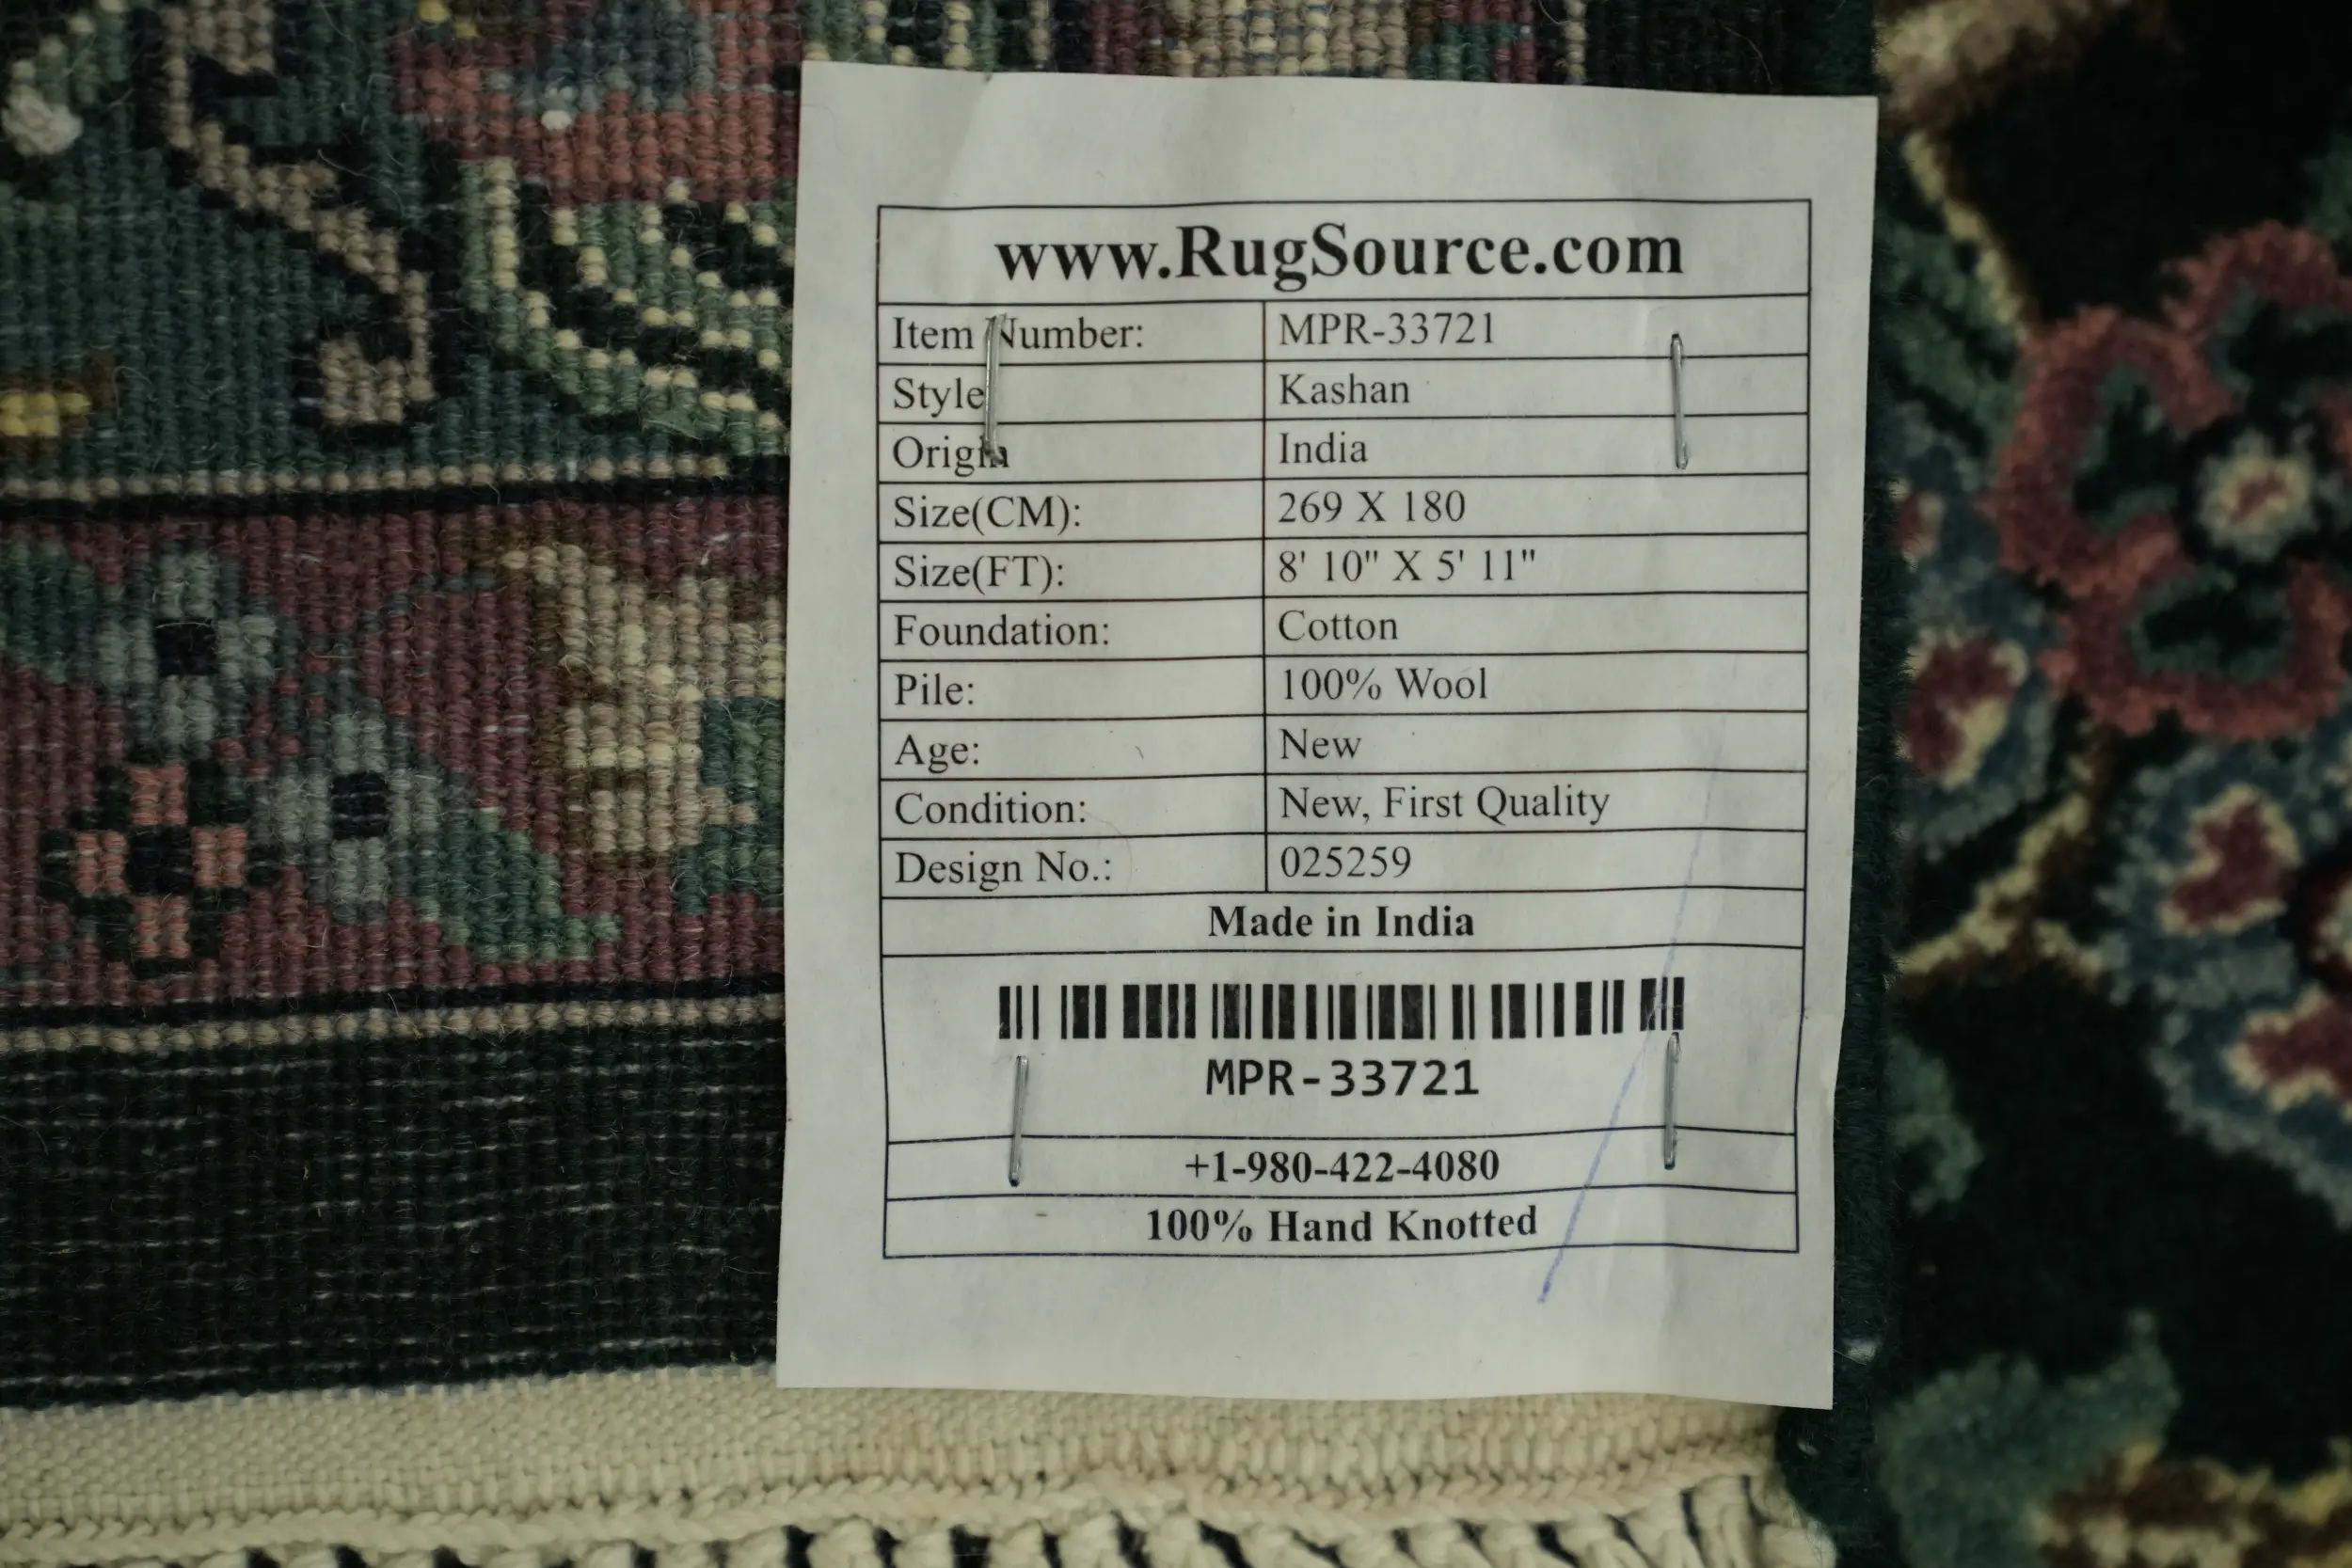 www.RugSource.com
Item Number: MPR-33721
Style Kashan
Origin India
Size(CM): 269 X 180
Size(FT): 8' 10" X 5' 11"
Foundation: Cotton
Pile: 100% Wool
Age: New
Condition: New, First Quality
Design No.: 025259
Made in India
MPR-33721
+1-980-422-4080
100% Hand Knotted